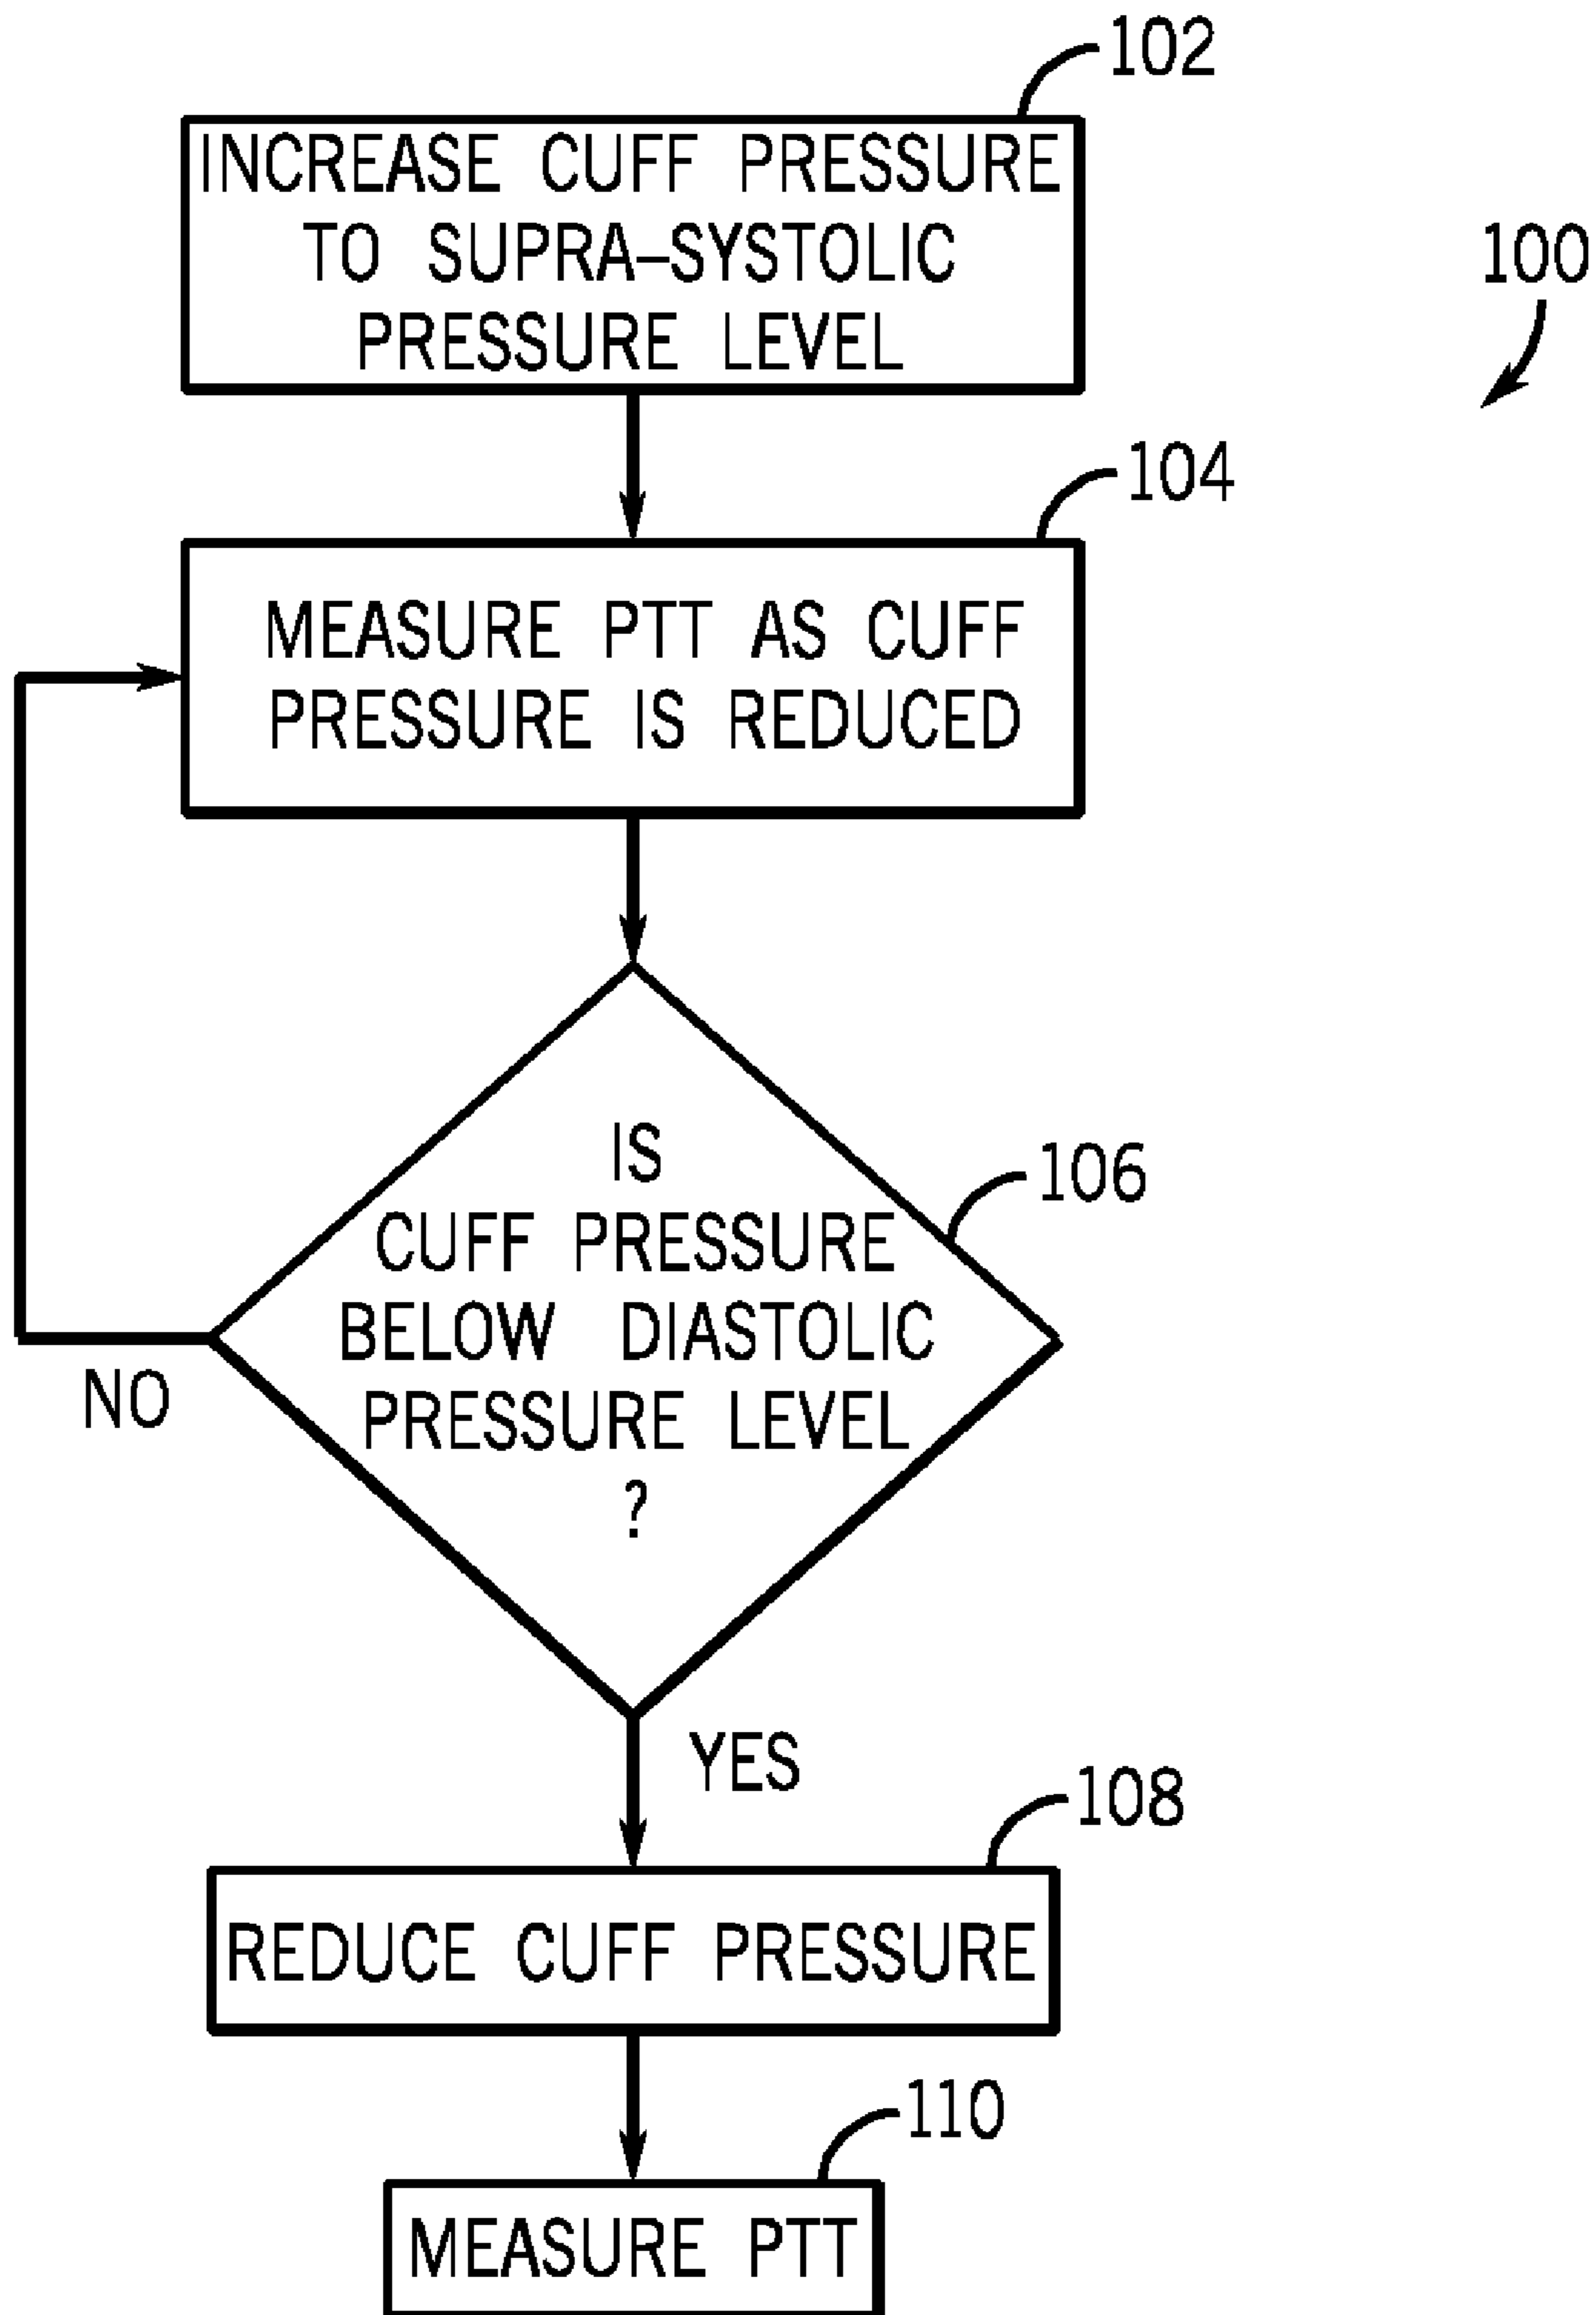 102
INCREASE CUFF PRESSURE
TO SUPRA-SYSTOLIC
PRESSURE LEVEL
100
104
MEASURE PTT AS CUFF
PRESSURE IS REDUCED
106
IS
CUFF PRESSURE
BELOW DIASTOLIC
PRESSURE LEVEL
?
NO
YES
108
REDUCE CUFF PRESSURE
110
MEASURE PTT